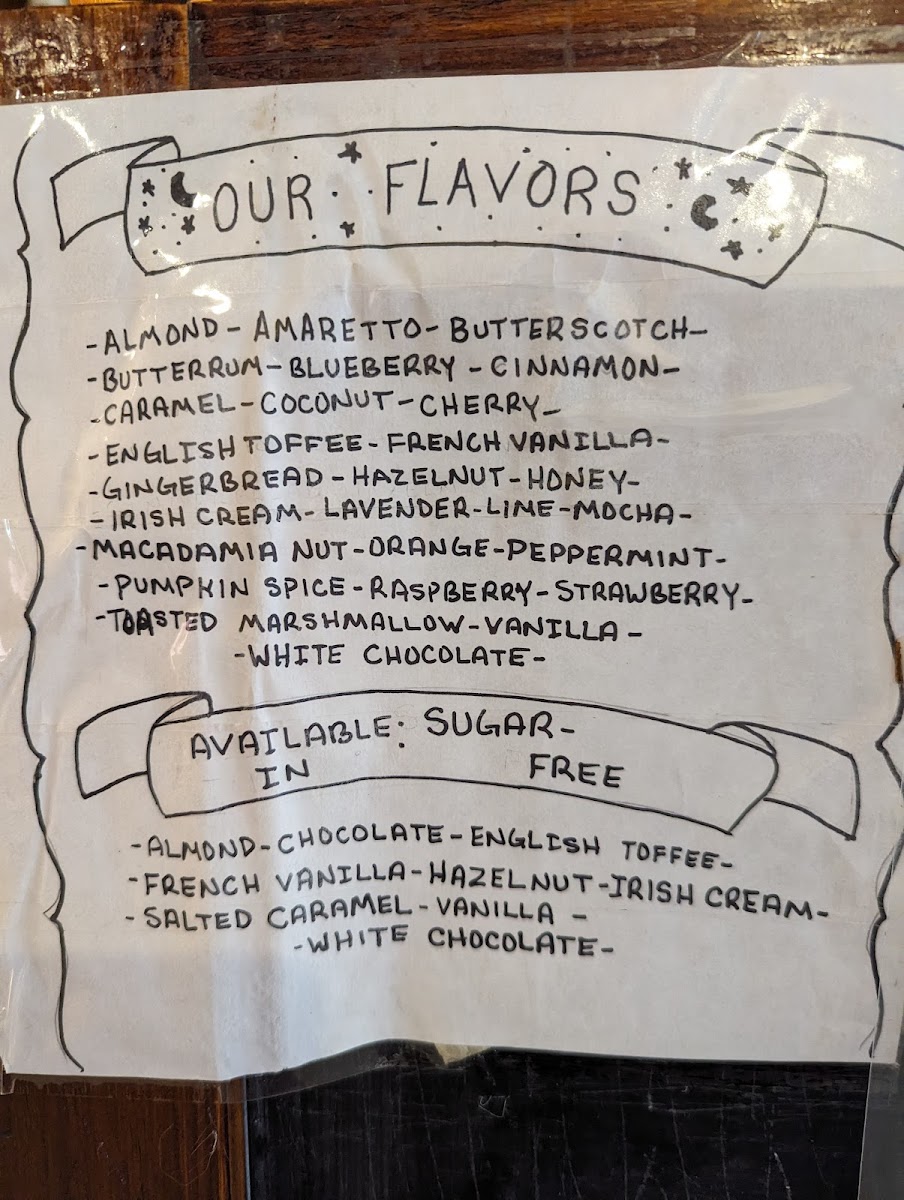 OUR FLAVORS
-ALMOND- AMARETTO- BUTTERSCOTCH-
-BUTTERRUM- BLUEBERRY - CINNAMON-
-CARAMEL-COCONUT-CHERRY-
-ENGLISH TOFFEE-FRENCH VANILLA-
-GINGERBREAD-HAZELNUT-HONEY-
-IRISH CREAM-LAVENDER-LIME-MOCHA-
-MACADAMIA NUT-ORANGE-PEPPERMINT-
-PUMPKIN SPICE-RASPBERRY-STRAWBERRY-
-TOASTED MARSHMALLOW-VANILLA-
-WHITE CHOCOLATE-
AVAILABLE: SUGAR-
IN FREE
-ALMOND-CHOCOLATE-ENGLISH TOFFEE-
-FRENCH VANILLA-HAZELNUT-IRISH CREAM-
-SALTED CARAMEL-VANILLA -
-WHITE CHOCOLATE-